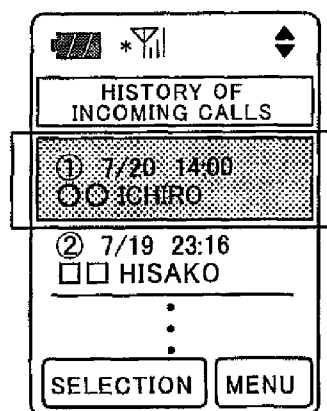 HISTORY OF
INCOMING CALLS
① 7/20 14:00
○○ ICHIRO
② 7/19 23:16
□□ HISAKO
SELECTION MENU